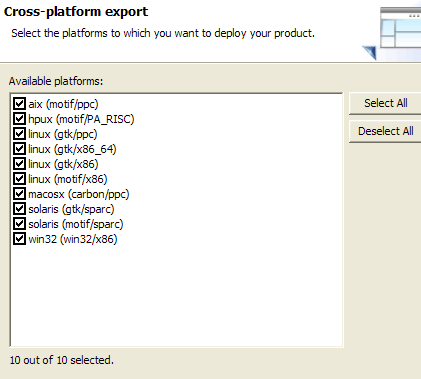 Cross-platform export
Select the platforms to which you want to deploy your product.
Available platforms:
aix (motif/ppc)
hpux (motif/PA_RISC)
linux (gtk/ppc)
linux (gtk/x86_64)
linux (gtk/x86)
linux (motif/x86)
macosx (carbon/ppc)
solaris (gtk/sparc)
solaris (motif/sparc)
win32 (win32/x86)
Select All
Deselect All
10 out of 10 selected.